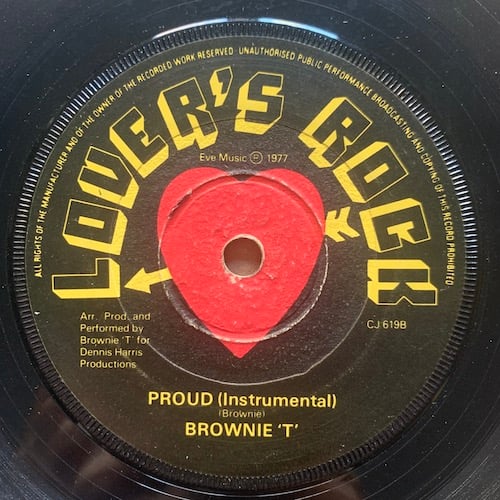 ALL RIGHTS OF THE MANUFACTURER AND OF THE OWNER OF THE RECORDED WORK RESERVED · UNAUTHORISED PUBLIC PERFORMANCE BROADCASTING AND COPYING OF THIS RECORD PROHIBITED
LOVER'S ROCK
Eve Music ℗ 1977
Arr. Prod. and
Performed by
Brownie 'T' for
Dennis Harris
Productions
CJ 619B
PROUD (Instrumental)
(Brownie)
BROWNIE 'T'